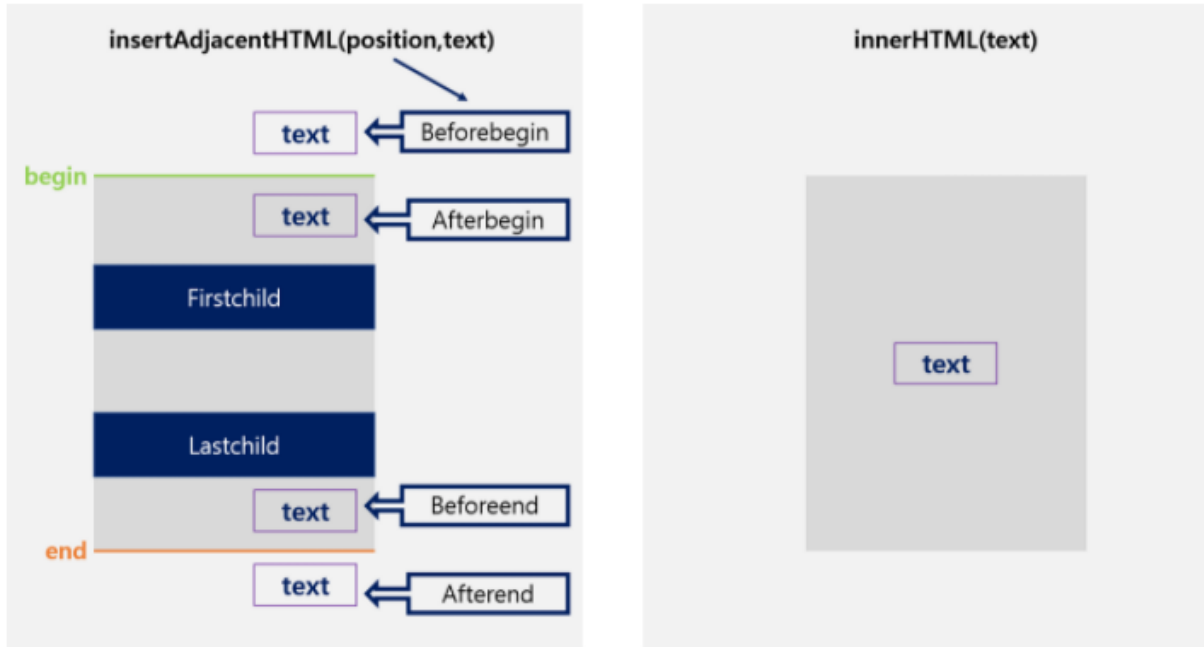 insertAdjacentHTML(position,text)
text
Beforebegin
begin
text
Afterbegin
Firstchild
Lastchild
text
Beforeend
end
text
Afterend
innerHTML(text)
text